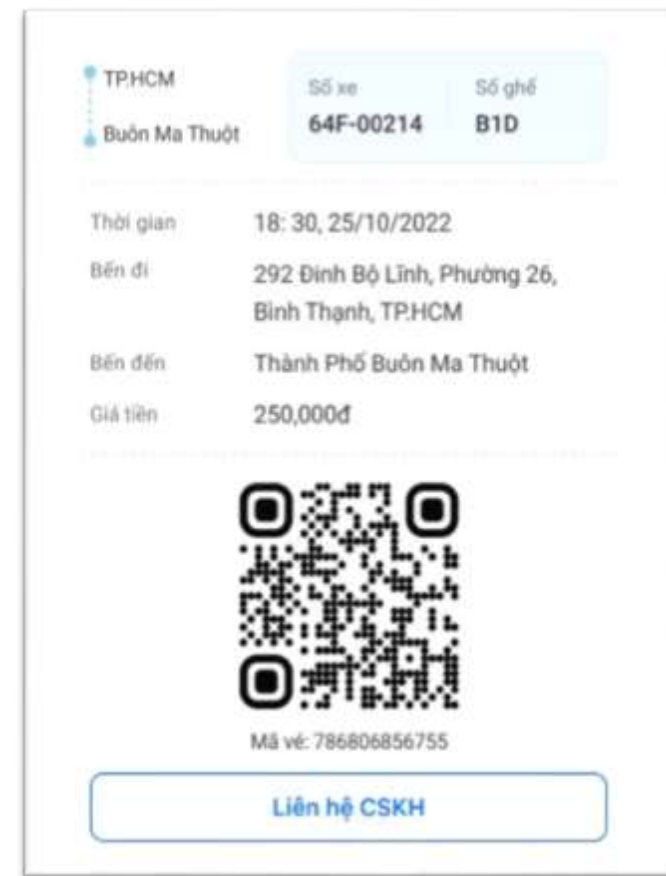 TP.HCM
Buôn Ma Thuột
Số xe
64F-00214
Số ghế
B1D
Thời gian
18: 30, 25/10/2022
Bến đi
292 Đinh Bộ Lĩnh, Phường 26,
Bình Thạnh, TP.HCM
Bến đến
Thành Phố Buôn Ma Thuột
Giá tiền
250,000đ
Mã vé: 786806856755
Liên hệ CSKH